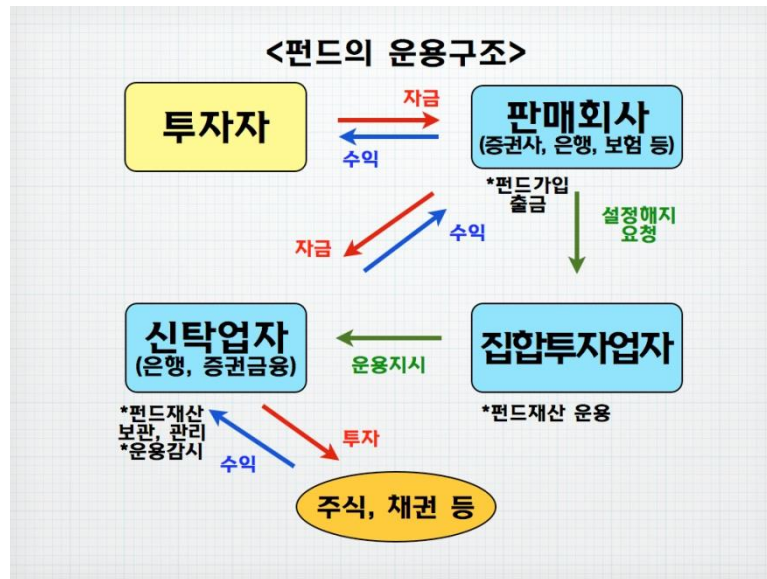 <펀드의 운용구조>
투자자
자금
수익
판매회사
(증권사, 은행, 보험 등)
*펀드가입
출금
설정해지
요청
자금
수익
신탁업자
(은행, 증권금융)
운용지시
집합투자업자
*펀드재산
보관, 관리
*운용감시
*펀드재산 운용
투자
수익
주식, 채권 등